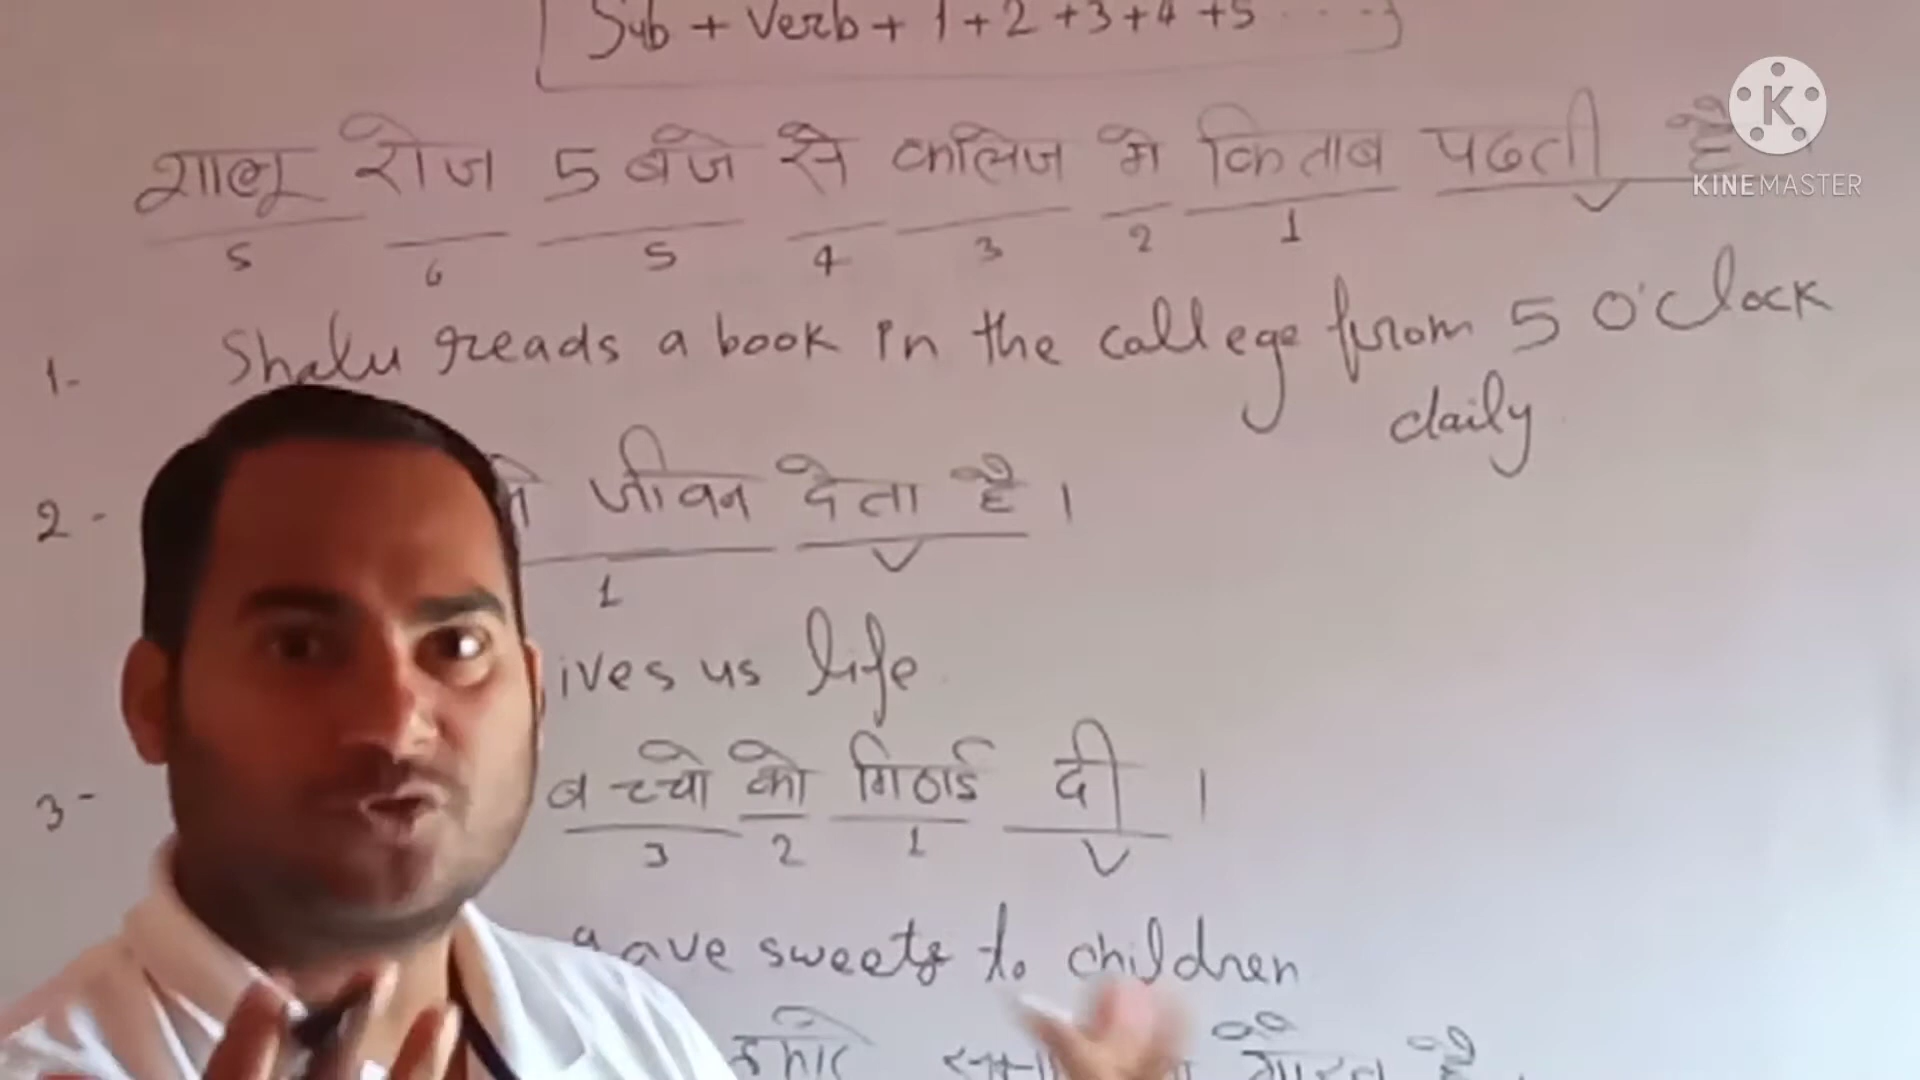 Sub + Verb + 1 + 2 + 3 + 4 + 5 ....
शालू रोज 5 बजे से कॉलेज मे किताब पढती है
S 6 5 4 3 2 1 V
1- Shalu reads a book in the college from 5 O'Clock
daily
2- जीवन देता है ।
1 V
ives us life
3- बच्चो को मिठाई दी ।
3 2 1 V
gave sweets to children
K
KINEMASTER